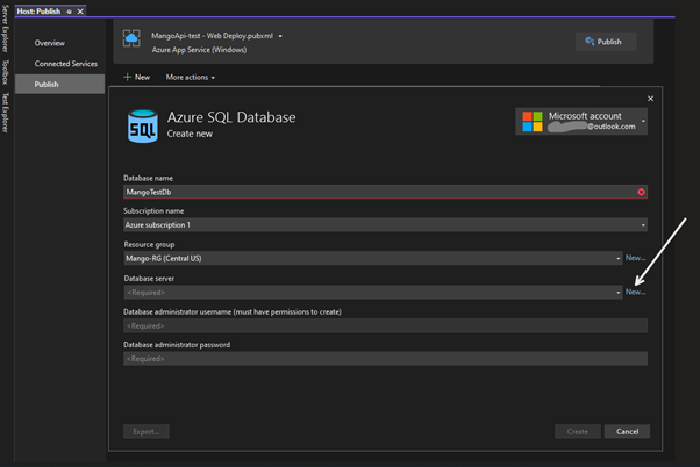 Host: Publish
Server Explorer
Toolbox
Test Explorer
Overview
Connected Services
Publish
MangoApi-test - Web Deploy.pubxml
Azure App Service (Windows)
Publish
New
More actions
SQL
Azure SQL Database
Create new
Microsoft account
@outlook.com
Database name
MangoTestDb
Subscription name
Azure subscription 1
Resource group
Mango-RG (Central US)
New...
Database server
<Required>
New...
Database administrator username (must have permissions to create)
<Required>
Database administrator password
<Required>
Export...
Create
Cancel